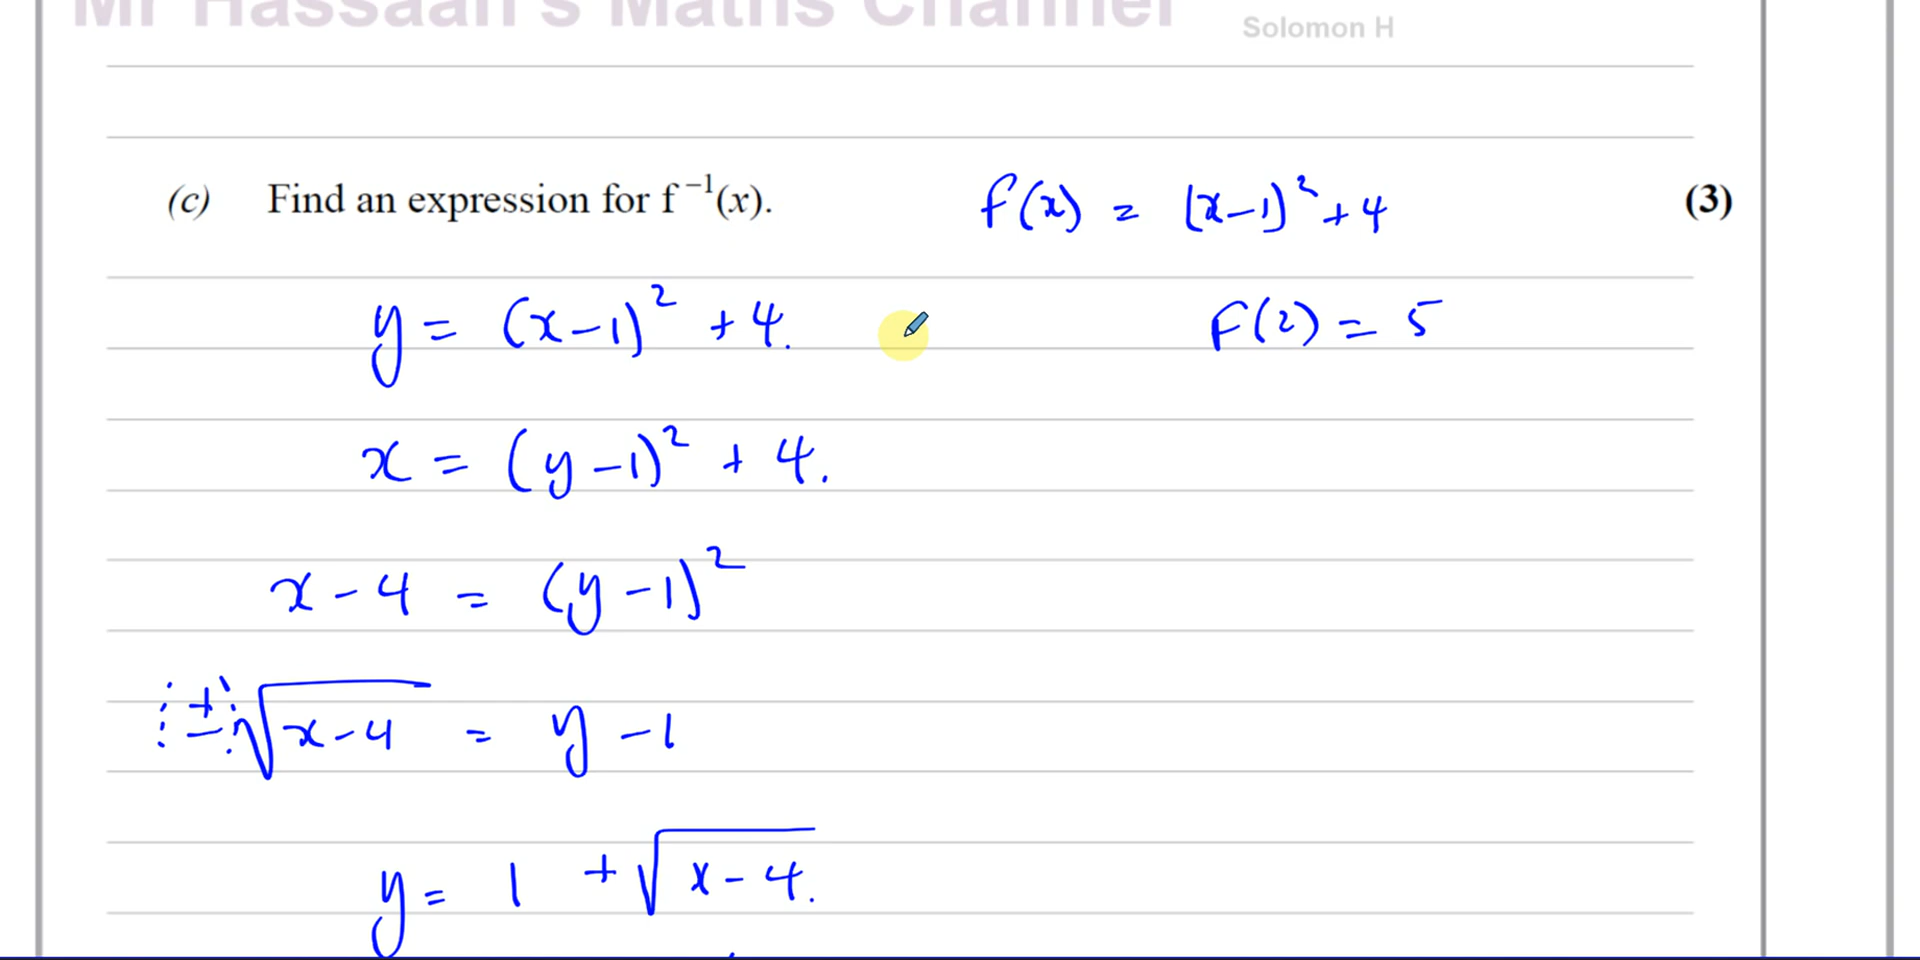 Mr Hassaan's Maths Channel
Solomon H
(c) Find an expression for f⁻¹(x). f(x) = (x-1)² + 4 (3)
y = (x-1)² + 4. F(2) = 5
x = (y-1)² + 4.
x - 4 = (y-1)²
±√(x-4) = y - 1
y = 1 + √(x-4).